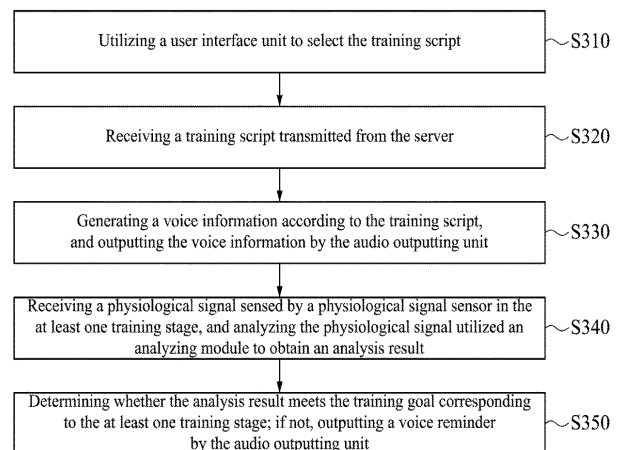 Utilizing a user interface unit to select the training script
S310
Receiving a training script transmitted from the server
S320
Generating a voice information according to the training script,
and outputting the voice information by the audio outputting unit
S330
Receiving a physiological signal sensed by a physiological signal sensor in the
at least one training stage, and analyzing the physiological signal utilized an
analyzing module to obtain an analysis result
S340
Determining whether the analysis result meets the training goal corresponding
to the at least one training stage; if not, outputting a voice reminder
by the audio outputting unit
S350